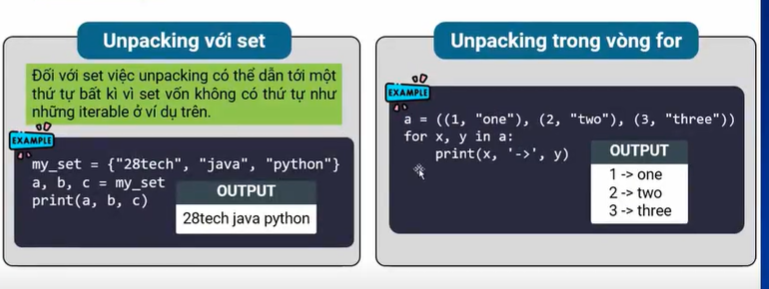 Unpacking với set
Đối với set việc unpacking có thể dẫn tới một
thứ tự bất kì vì set vốn không có thứ tự như
những iterable ở ví dụ trên.
EXAMPLE
my_set = {"28tech", "java", "python"}
a, b, c = my_set
print(a, b, c)
OUTPUT
28tech java python
Unpacking trong vòng for
EXAMPLE
a = ((1, "one"), (2, "two"), (3, "three"))
for x, y in a:
    print(x, '->', y)
OUTPUT
1 -> one
2 -> two
3 -> three